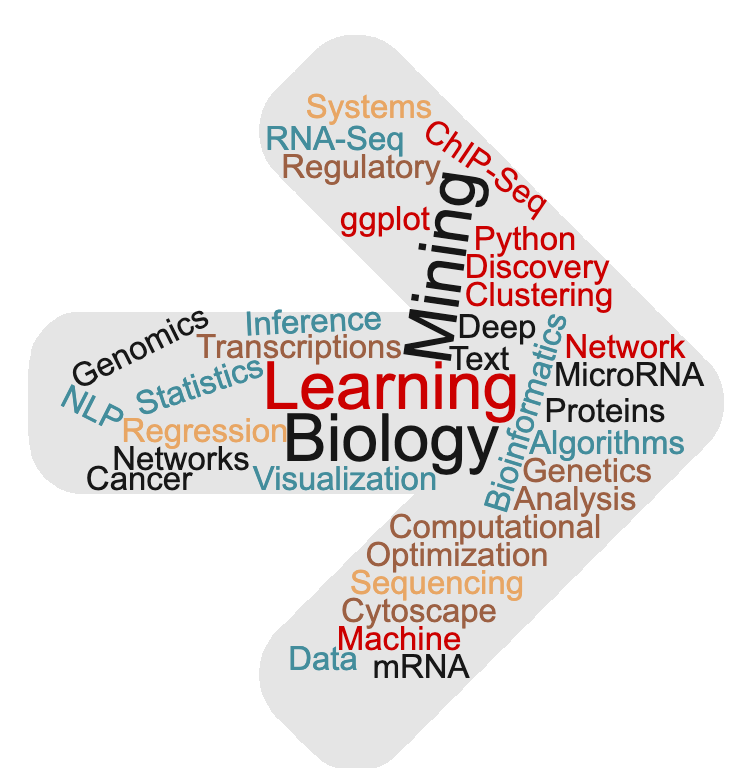 Systems
RNA-Seq
ChIP-Seq
Regulatory
Mining
ggplot
Python
Discovery
Clustering
Genomics
Inference
Deep
Transcriptions
Text
Network
NLP
Statistics
Learning
Bioinformatics
MicroRNA
Proteins
Regression
Biology
Algorithms
Networks
Cancer
Visualization
Genetics
Analysis
Computational
Optimization
Sequencing
Cytoscape
Machine
Data
mRNA